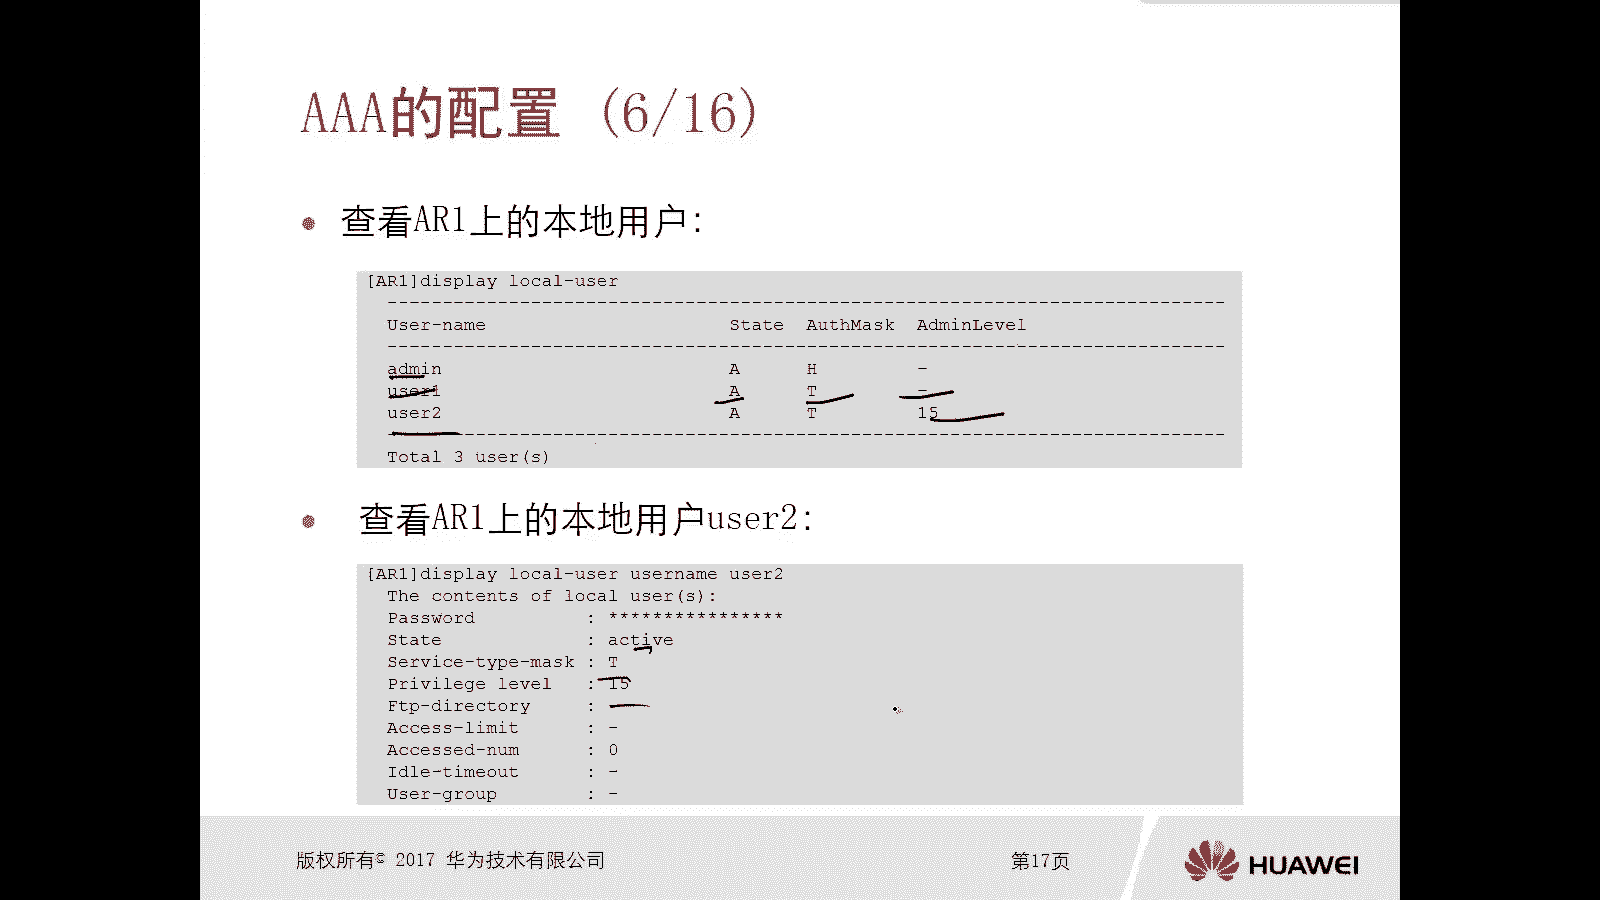 AAA的配置 (6/16)
查看AR1上的本地用户:
[AR1]display local-user
----------------------------------------------------------------------------
User-name State AuthMask AdminLevel
----------------------------------------------------------------------------
admin A H -
user1 A T -
user2 A T 15
----------------------------------------------------------------------------
Total 3 user(s)
查看AR1上的本地用户user2:
[AR1]display local-user username user2
The contents of local user(s):
Password : ****************
State : active
Service-type-mask : T
Privilege level : 15
Ftp-directory : -
Access-limit : -
Accessed-num : 0
Idle-timeout : -
User-group : -
版权所有© 2017 华为技术有限公司
第17页
HUAWEI